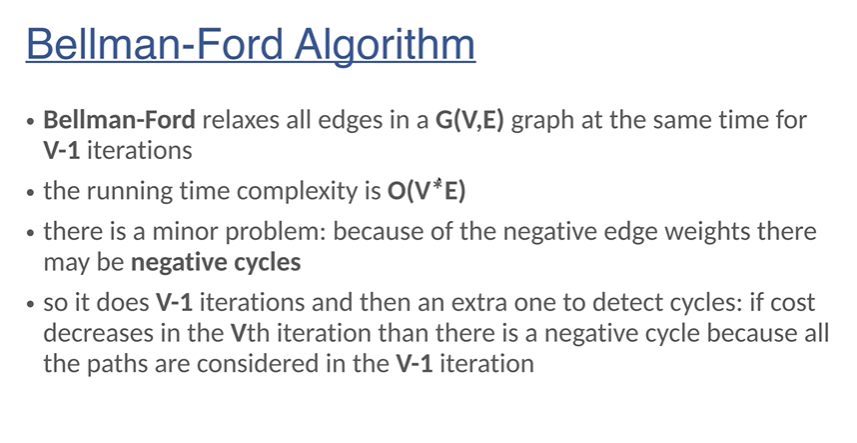 Bellman-Ford Algorithm
• Bellman-Ford relaxes all edges in a G(V,E) graph at the same time for
V-1 iterations
• the running time complexity is O(V*E)
• there is a minor problem: because of the negative edge weights there
may be negative cycles
• so it does V-1 iterations and then an extra one to detect cycles: if cost
decreases in the Vth iteration than there is a negative cycle because all
the paths are considered in the V-1 iteration